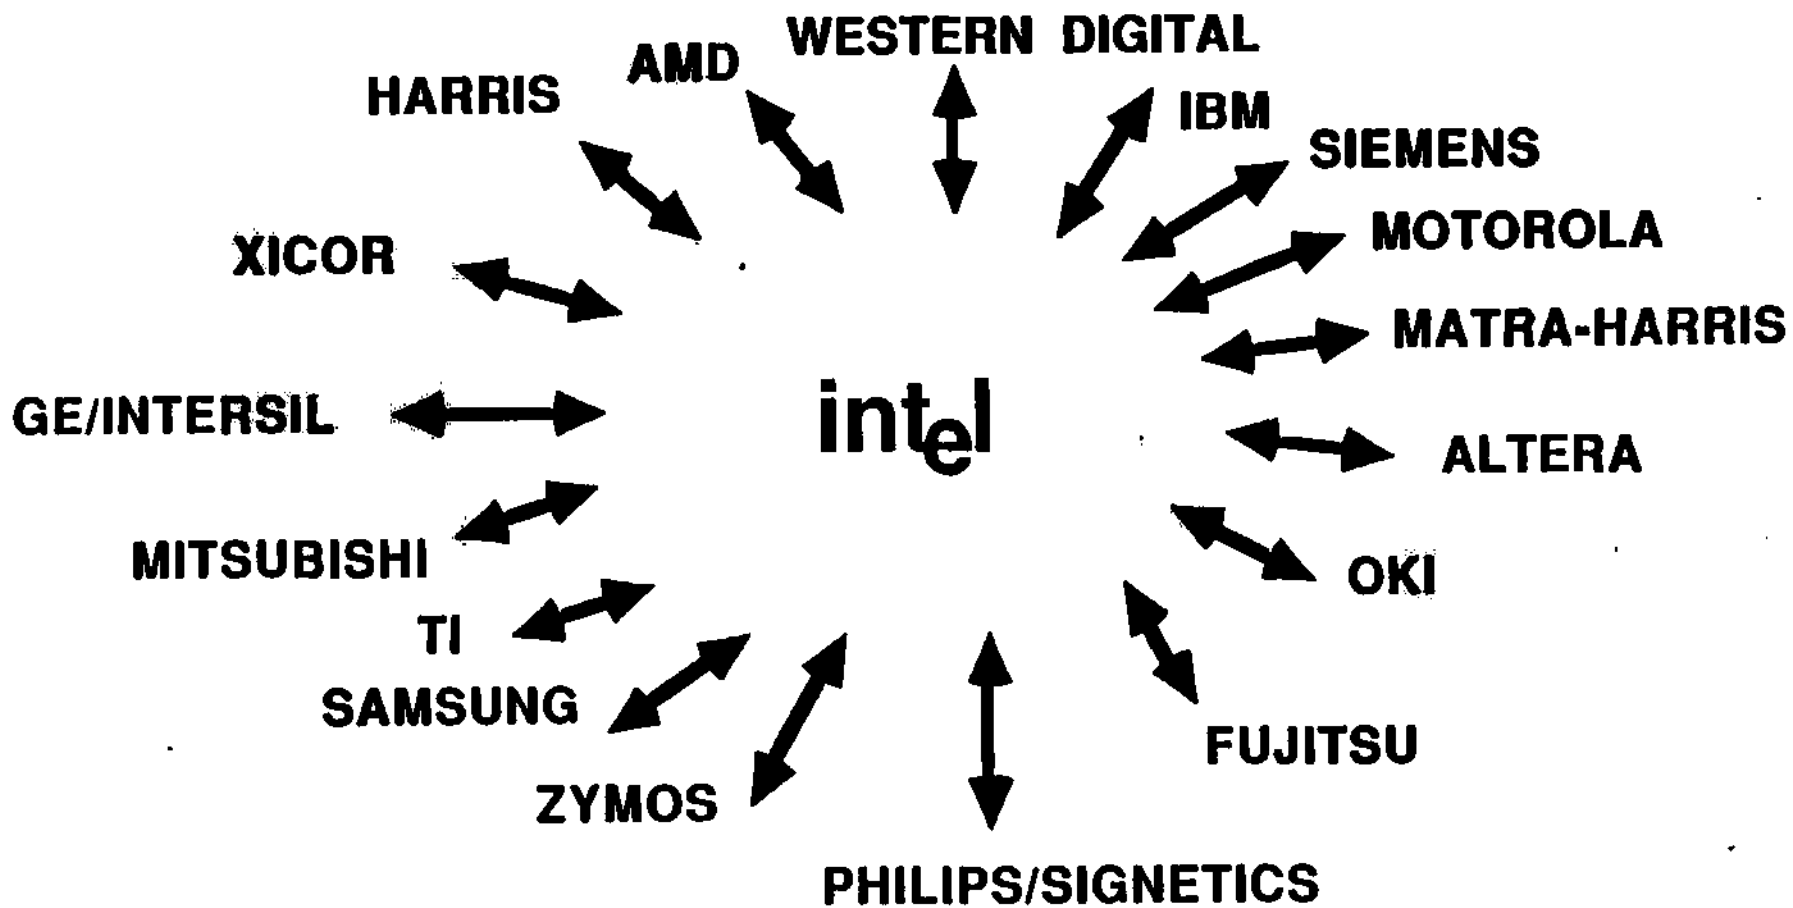 WESTERN DIGITAL
AMD
HARRIS
IBM
SIEMENS
XICOR
MOTOROLA
MATRA-HARRIS
GE/INTERSIL
intel
ALTERA
MITSUBISHI
OKI
TI
SAMSUNG
FUJITSU
ZYMOS
PHILIPS/SIGNETICS